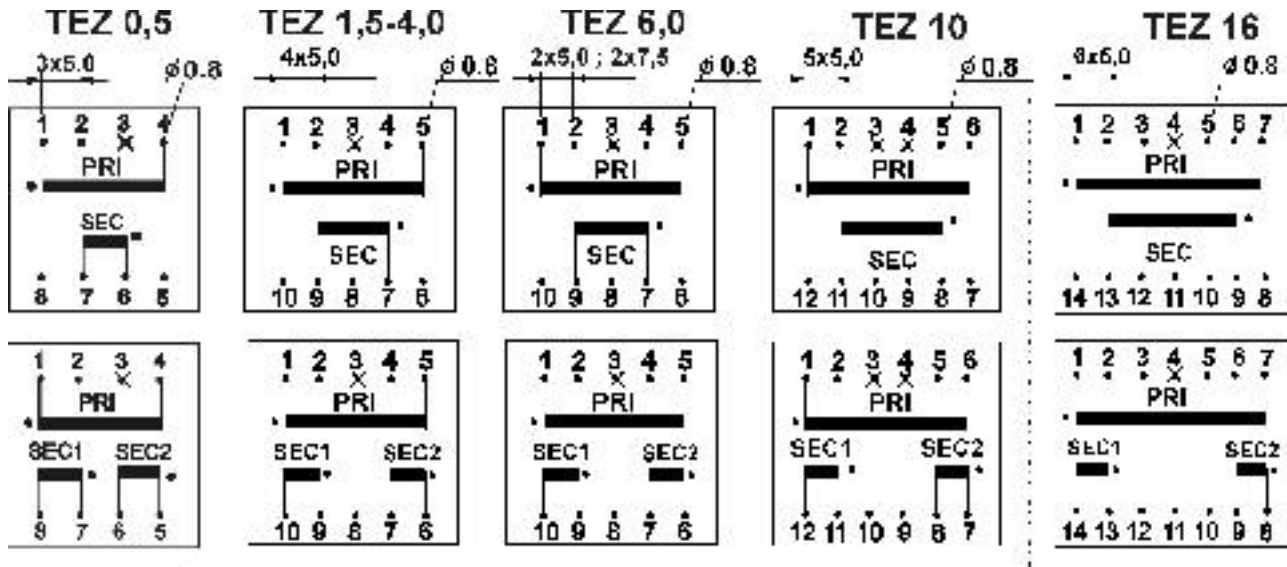 TEZ 0,5 TEZ 1,5-4,0 TEZ 6,0 TEZ 10 TEZ 16
3x5,0 ϕ 0.8 4x5,0 ϕ 0.8 2x5,0 ; 2x7,5 ϕ 0.8 5x5,0 ϕ 0.8 6x5,0 ϕ 0.8
1 2 3 4 1 2 3 4 5 1 2 3 4 5 1 2 3 4 5 6 1 2 3 4 5 6 7
PRI PRI PRI PRI PRI
SEC SEC SEC SEC SEC
8 7 6 5 10 9 8 7 6 10 9 8 7 6 12 11 10 9 8 7 14 13 12 11 10 9 8
1 2 3 4 1 2 3 4 5 1 2 3 4 5 1 2 3 4 5 6 1 2 3 4 5 6 7
PRI PRI PRI PRI PRI
SEC1 SEC2 SEC1 SEC2 SEC1 SEC2 SEC1 SEC2 SEC1 SEC2
8 7 6 5 10 9 8 7 6 10 9 8 7 6 12 11 10 9 8 7 14 13 12 11 10 9 8